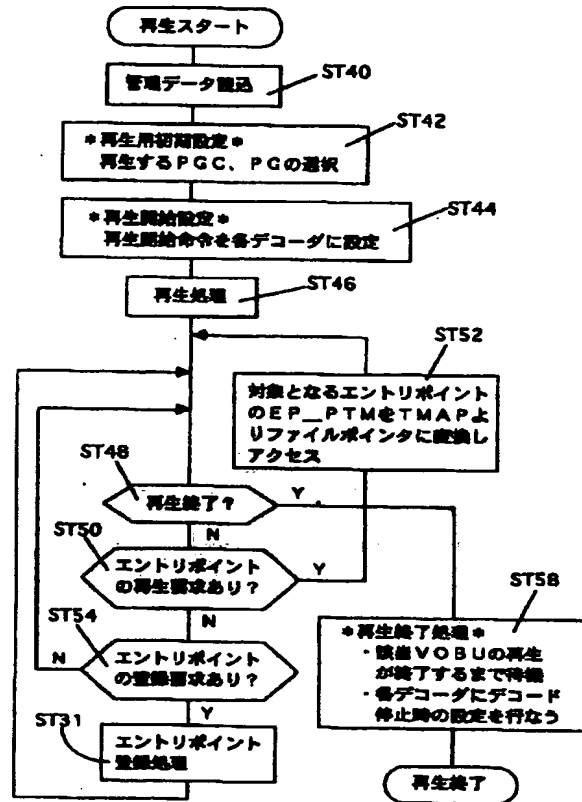 再生スタート
ST40
管理データ読込
ST42
*再生用初期設定*
再生するPGC、PGの選択
ST44
*再生開始設定*
再生開始命令を各デコーダに設定
ST46
再生処理
ST52
対象となるエントリポイント
のEP__PTMをTMAPよ
りファイルポインタに変換し
アクセス
ST48
再生終了?
Y
N
ST50
エントリポイント
の再生要求あり?
Y
N
ST54
エントリポイント
の登録要求あり?
N
Y
ST31
エントリポイント
登録処理
ST58
*再生終了処理*
・該当VOBUの再生
が終了するまで待機
・各デコーダにデコード
停止時の設定を行なう
再生終了